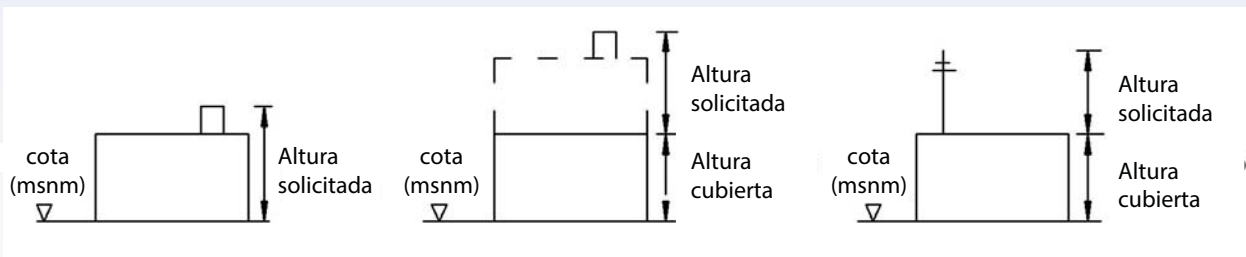 cota
(msnm)
Altura
solicitada
cota
(msnm)
Altura
solicitada
Altura
cubierta
cota
(msnm)
Altura
solicitada
Altura
cubierta